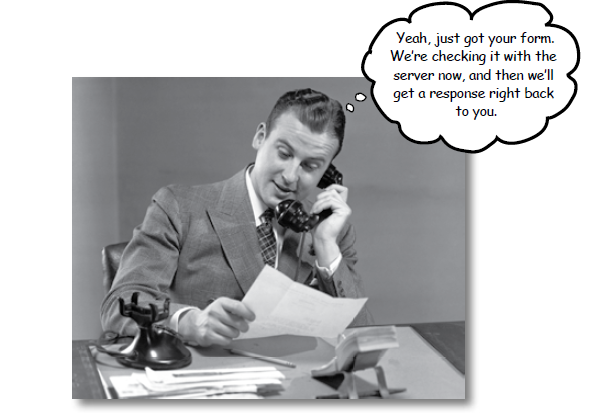 Yeah, just got your form.
We're checking it with the
server now, and then we'll
get a response right back
to you.